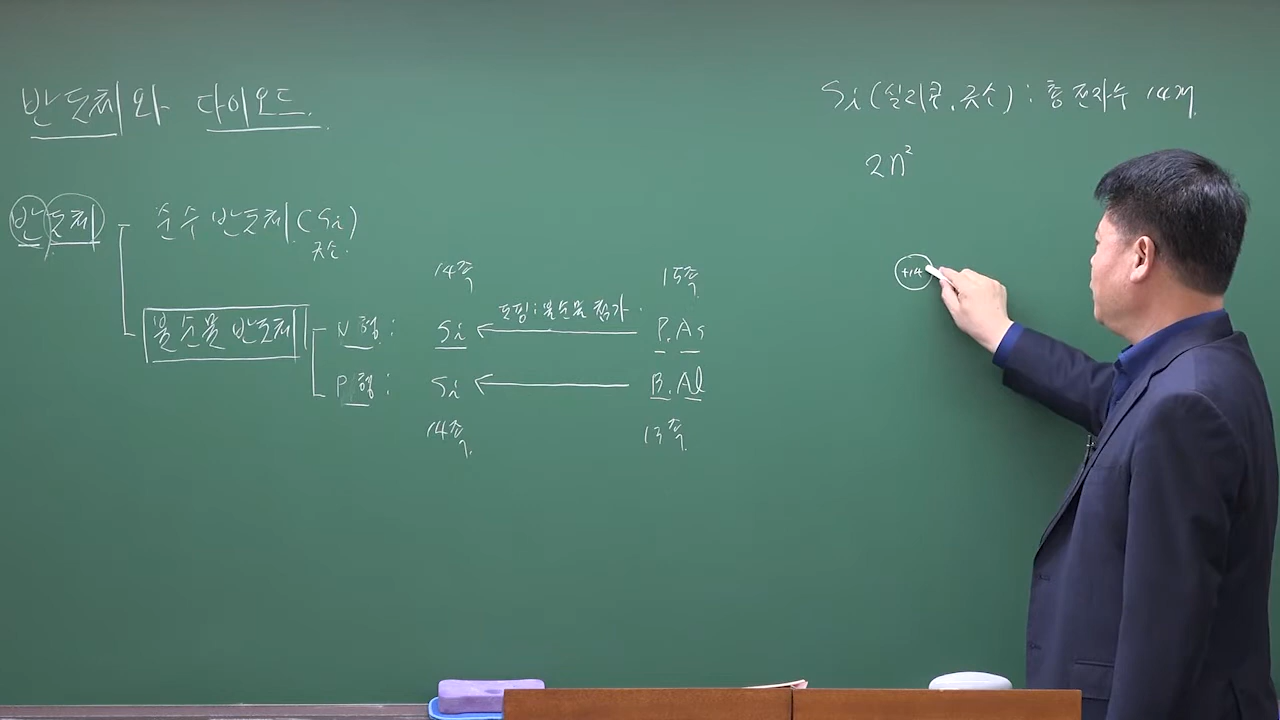 반도체와 다이오드.
반도체 순수 반도체(Si)
규소.
불순물 반도체
14족 15족
N형: Si ← 도핑:불순물 첨가. P.As
P형: Si ← B.Al
14족 13족
Si(실리콘.규소): 총 전자수 14개
2n²
+14